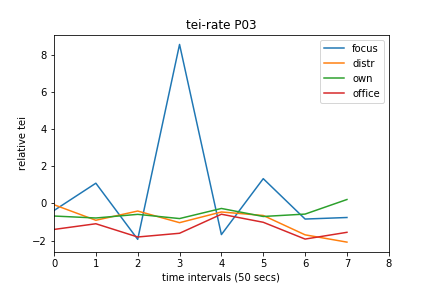 tei-rate P03
focus
distr
own
office
relative tei
8
6
4
2
0
−2
0 1 2 3 4 5 6 7 8
time intervals (50 secs)